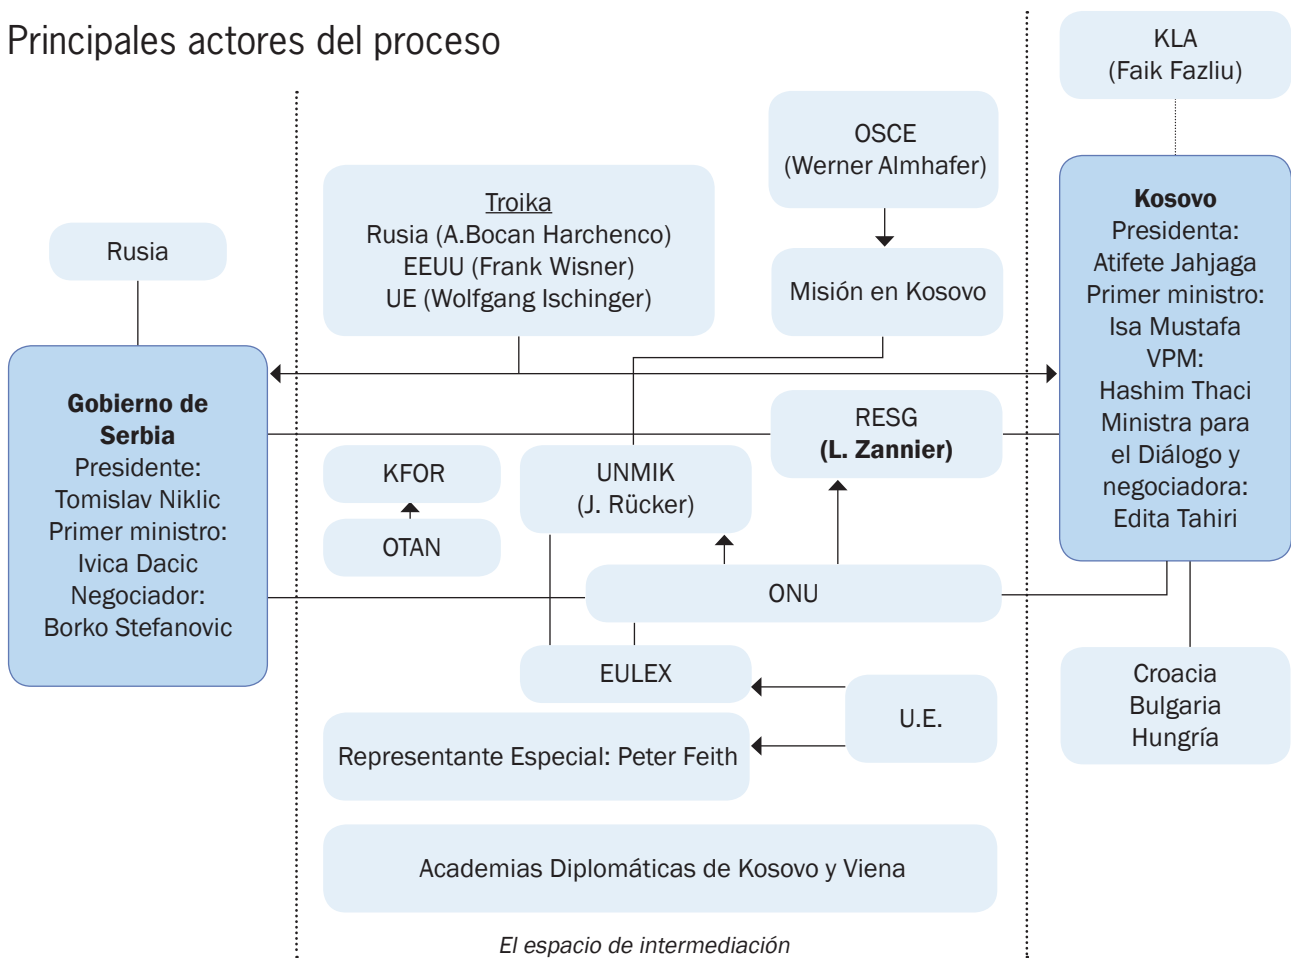 Principales actores del proceso
KLA
(Faik Fazliu)
OSCE
(Werner Almhafer)
Troika
Rusia (A.Bocan Harchenco)
EEUU (Frank Wisner)
UE (Wolfgang Ischinger)
Rusia
Misión en Kosovo
Kosovo
Presidenta:
Atifete Jahjaga
Primer ministro:
Isa Mustafa
VPM:
Hashim Thaci
Ministra para
el Diálogo y
negociadora:
Edita Tahiri
Gobierno de
Serbia
Presidente:
Tomislav Niklic
Primer ministro:
Ivica Dacic
Negociador:
Borko Stefanovic
RESG
(L. Zannier)
KFOR
UNMIK
(J. Rücker)
OTAN
ONU
EULEX
U.E.
Croacia
Bulgaria
Hungría
Representante Especial: Peter Feith
Academias Diplomáticas de Kosovo y Viena
El espacio de intermediación